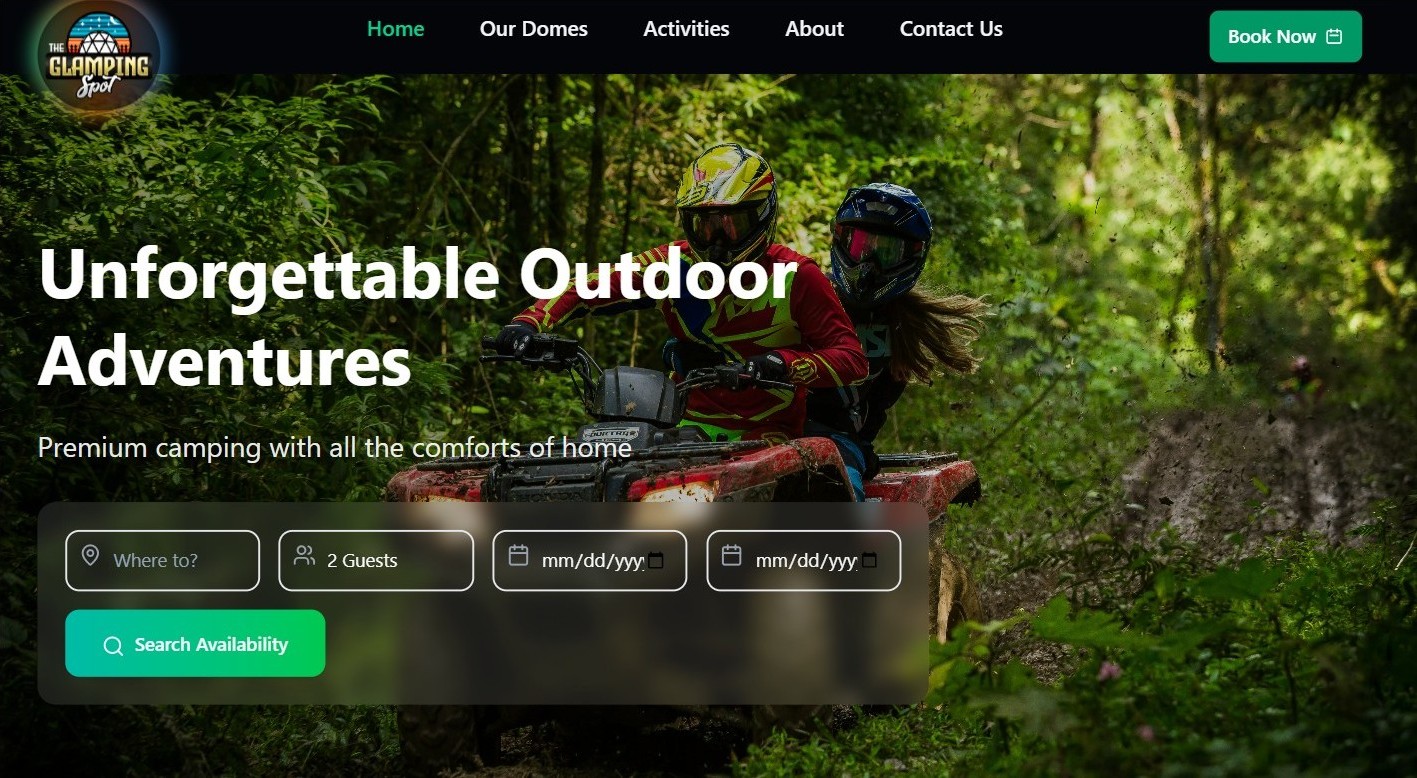 THE
GLAMPING
Spot
Home
Our Domes
Activities
About
Contact Us
Book Now
Unforgettable Outdoor
Adventures
Premium camping with all the comforts of home
HONDA
Where to?
2 Guests
mm/dd/yyyy
mm/dd/yyyy
Search Availability